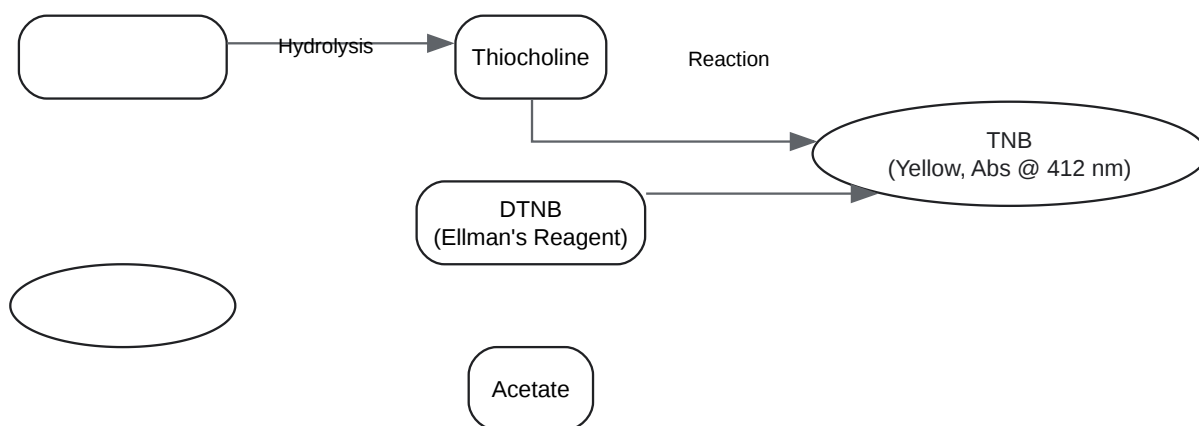 Hydrolysis
Thiocholine
Reaction
TNB
(Yellow, Abs @ 412 nm)
DTNB
(Ellman's Reagent)
Acetate